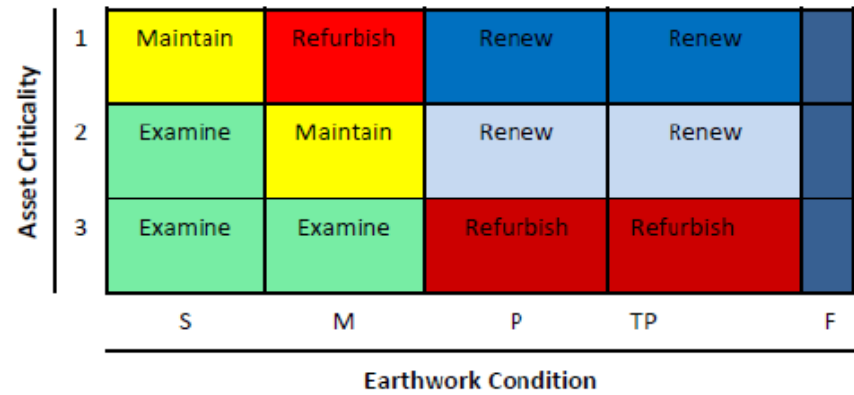 Asset Criticality
1 Maintain Refurbish Renew Renew
2 Examine Maintain Renew Renew
3 Examine Examine Refurbish Refurbish
S M P TP F
Earthwork Condition